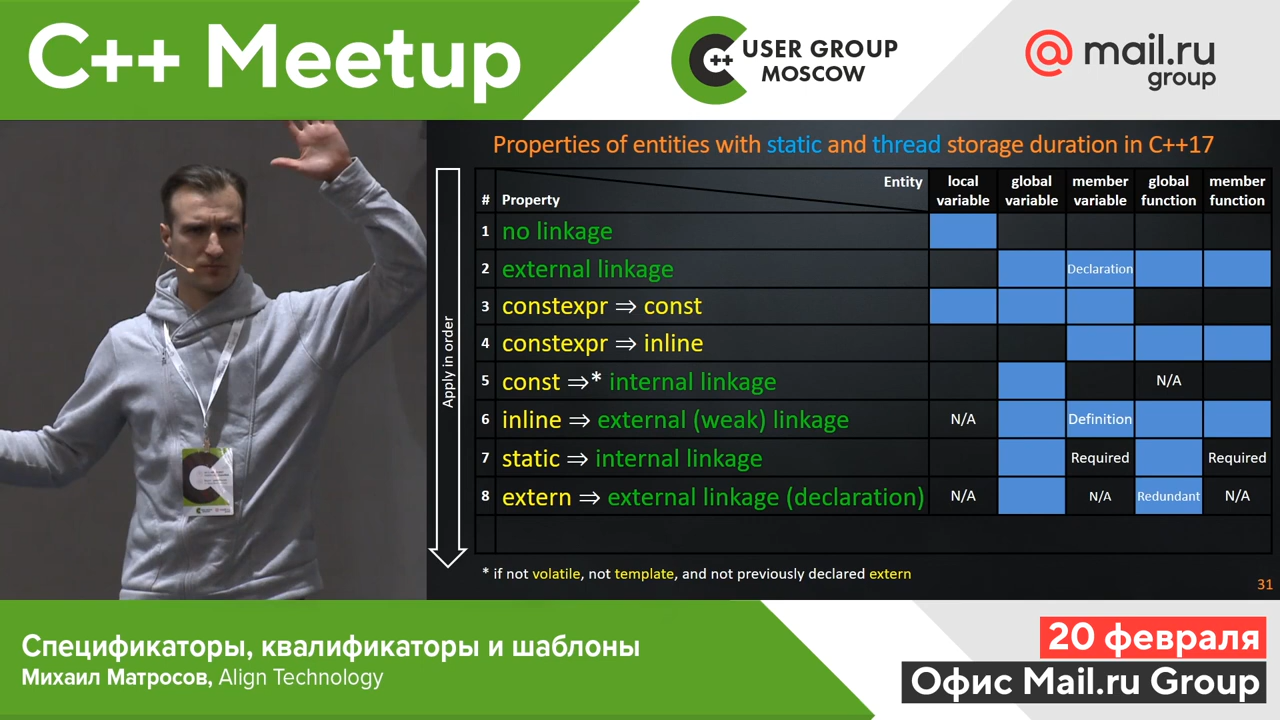 C++ Meetup
C++ USER GROUP
MOSCOW
@ mail.ru
group
Properties of entities with static and thread storage duration in C++17
Apply in order
# Property Entity local variable global variable member variable global function member function
1 no linkage
2 external linkage Declaration
3 constexpr ⇒ const
4 constexpr ⇒ inline
5 const ⇒* internal linkage N/A
6 inline ⇒ external (weak) linkage N/A Definition
7 static ⇒ internal linkage Required Required
8 extern ⇒ external linkage (declaration) N/A N/A Redundant N/A
* if not volatile, not template, and not previously declared extern
31
Спецификаторы, квалификаторы и шаблоны
Михаил Матросов, Align Technology
20 февраля
Офис Mail.ru Group